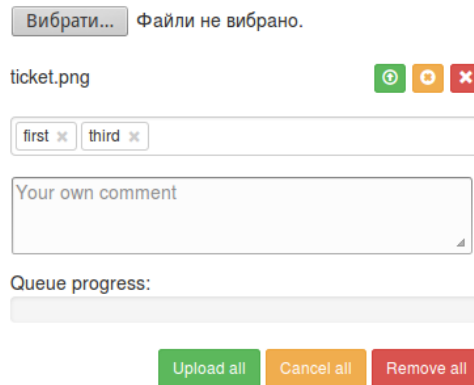 Вибрати... Файли не вибрано.
ticket.png
first × third ×
Your own comment
Queue progress:
Upload all Cancel all Remove all